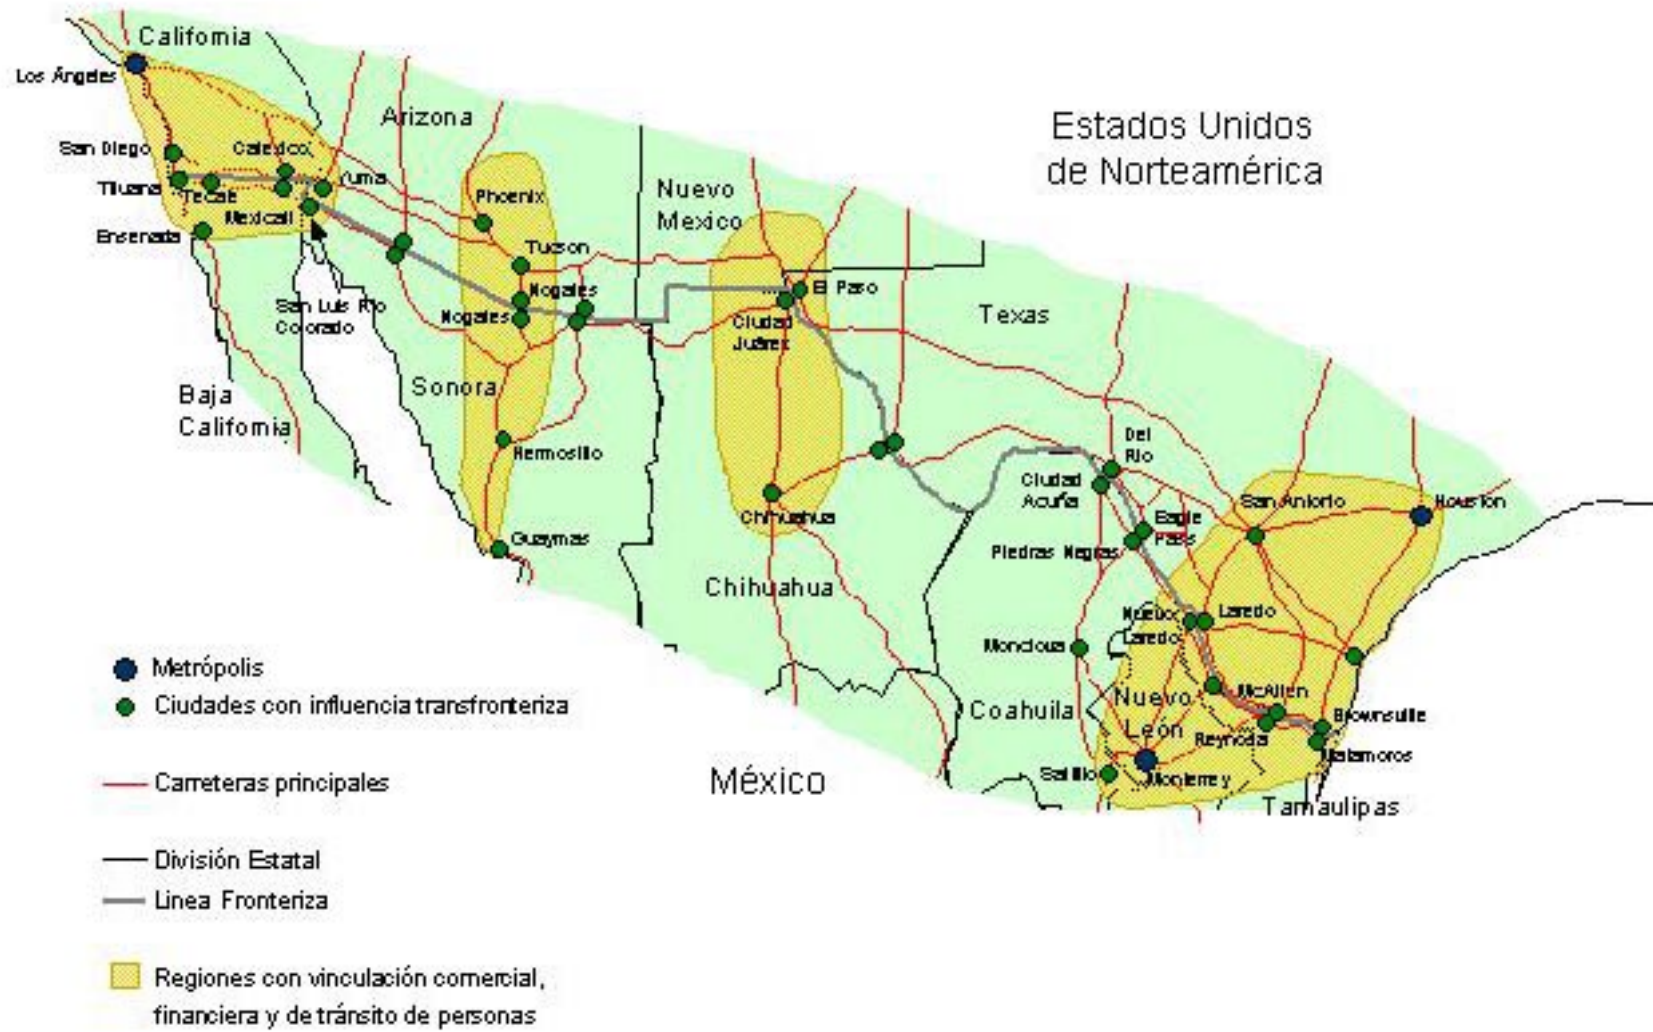 California
Los Ángeles
Arizona
San Diego
Calexico
Tijuana
Tecate
Yuma
Mexicali
Ensenada
San Luis Río
Colorado
Baja
California
Phoenix
Tucson
Nogales
Nogales
Sonora
Hermosillo
Guaymas
Nuevo
Mexico
El Paso
Ciudad
Juárez
Chihuahua
Chihuahua
Estados Unidos
de Norteamérica
Texas
Del
Rio
Ciudad
Acuña
Eagle
Pass
Piedras Negras
San Antonio
Houston
Nuevo
Laredo
Laredo
Monclova
Coahuila
Nuevo
León
McAllen
Reynosa
Brownsville
Matamoros
Saltillo
Monterrey
Tamaulipas
México
Metrópolis
Ciudades con influencia transfronteriza
Carreteras principales
División Estatal
Linea Fronteriza
Regiones con vinculación comercial,
financiera y de tránsito de personas